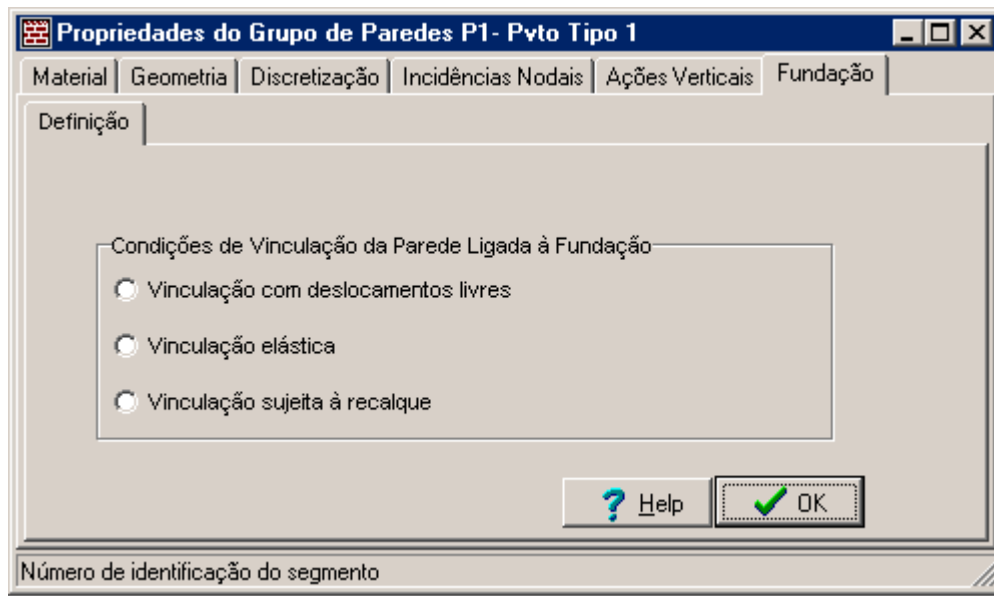 Propriedades do Grupo de Paredes P1- Pvto Tipo 1
Material Geometria Discretização Incidências Nodais Ações Verticais Fundação
Definição
Condições de Vinculação da Parede Ligada à Fundação
Vinculação com deslocamentos livres
Vinculação elástica
Vinculação sujeita à recalque
? Help OK
Número de identificação do segmento